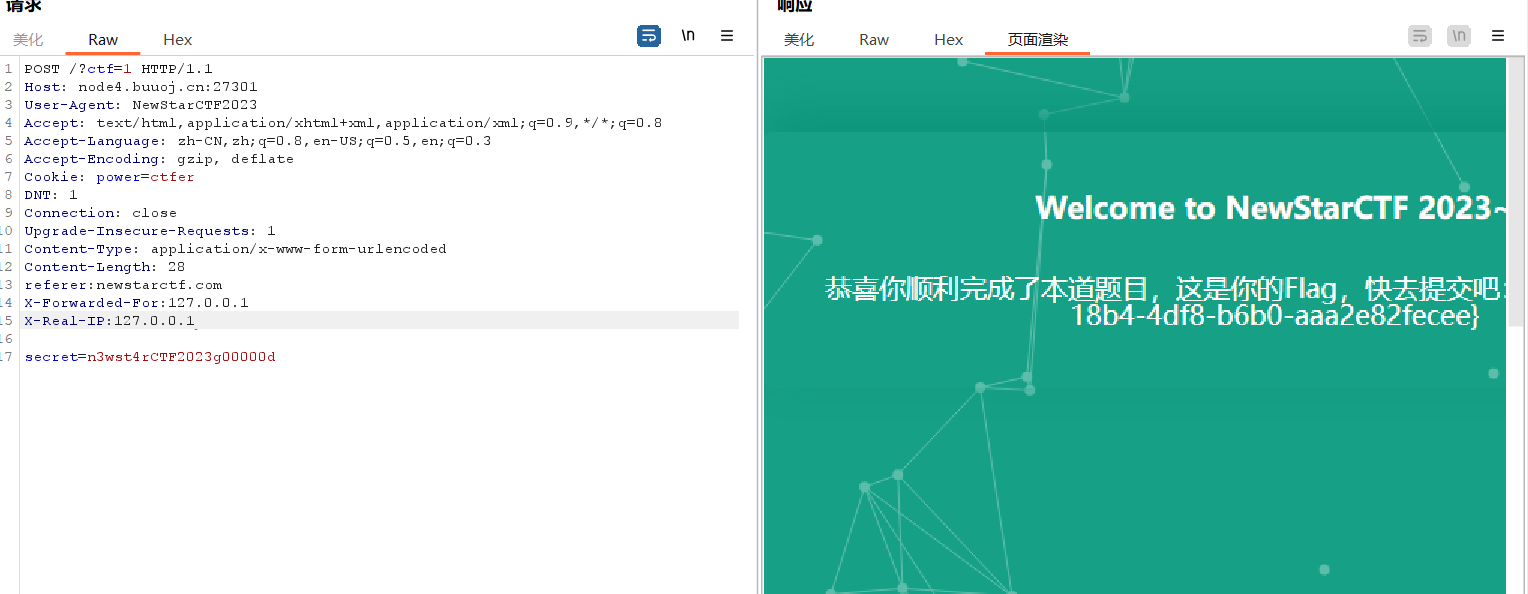 请求
美化 Raw Hex \n
1 POST /?ctf=1 HTTP/1.1
2 Host: node4.buuoj.cn:27301
3 User-Agent: NewStarCTF2023
4 Accept: text/html,application/xhtml+xml,application/xml;q=0.9,*/*;q=0.8
5 Accept-Language: zh-CN,zh;q=0.8,en-US;q=0.5,en;q=0.3
6 Accept-Encoding: gzip, deflate
7 Cookie: power=ctfer
8 DNT: 1
9 Connection: close
10 Upgrade-Insecure-Requests: 1
11 Content-Type: application/x-www-form-urlencoded
12 Content-Length: 28
13 referer:newstarctf.com
14 X-Forwarded-For:127.0.0.1
15 X-Real-IP:127.0.0.1
16
17 secret=n3wst4rCTF2023g00000d
响应
美化 Raw Hex 页面渲染 \n
Welcome to NewStarCTF 2023~
恭喜你顺利完成了本道题目，这是你的Flag，快去提交吧:
18b4-4df8-b6b0-aaa2e82fecee}